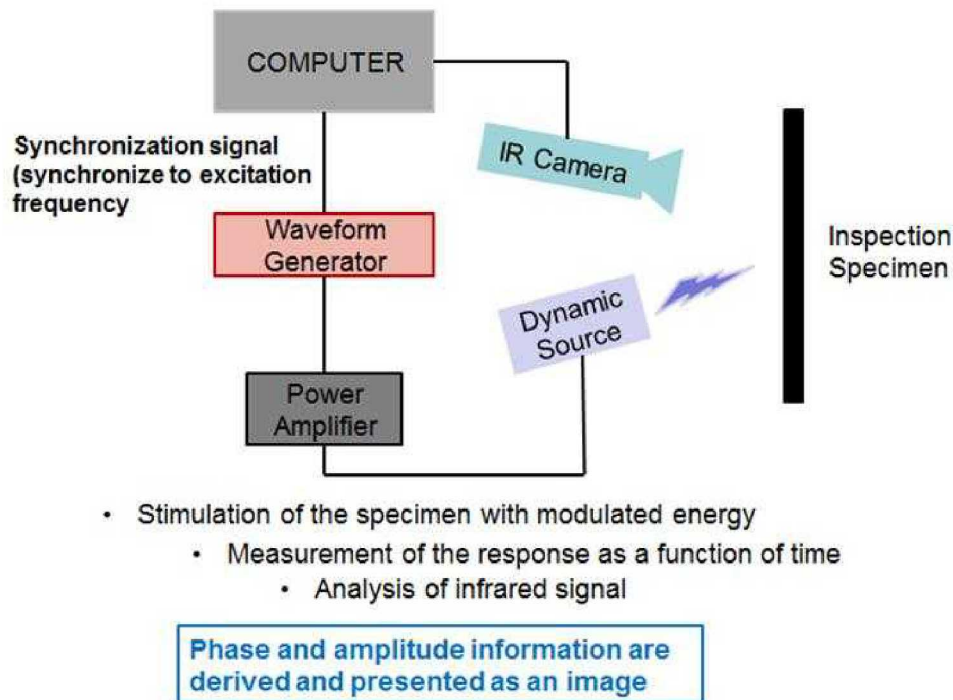 COMPUTER
Synchronization signal
(synchronize to excitation
frequency
IR Camera
Waveform
Generator
Inspection
Specimen
Dynamic
Source
Power
Amplifier
• Stimulation of the specimen with modulated energy
• Measurement of the response as a function of time
• Analysis of infrared signal
Phase and amplitude information are
derived and presented as an image